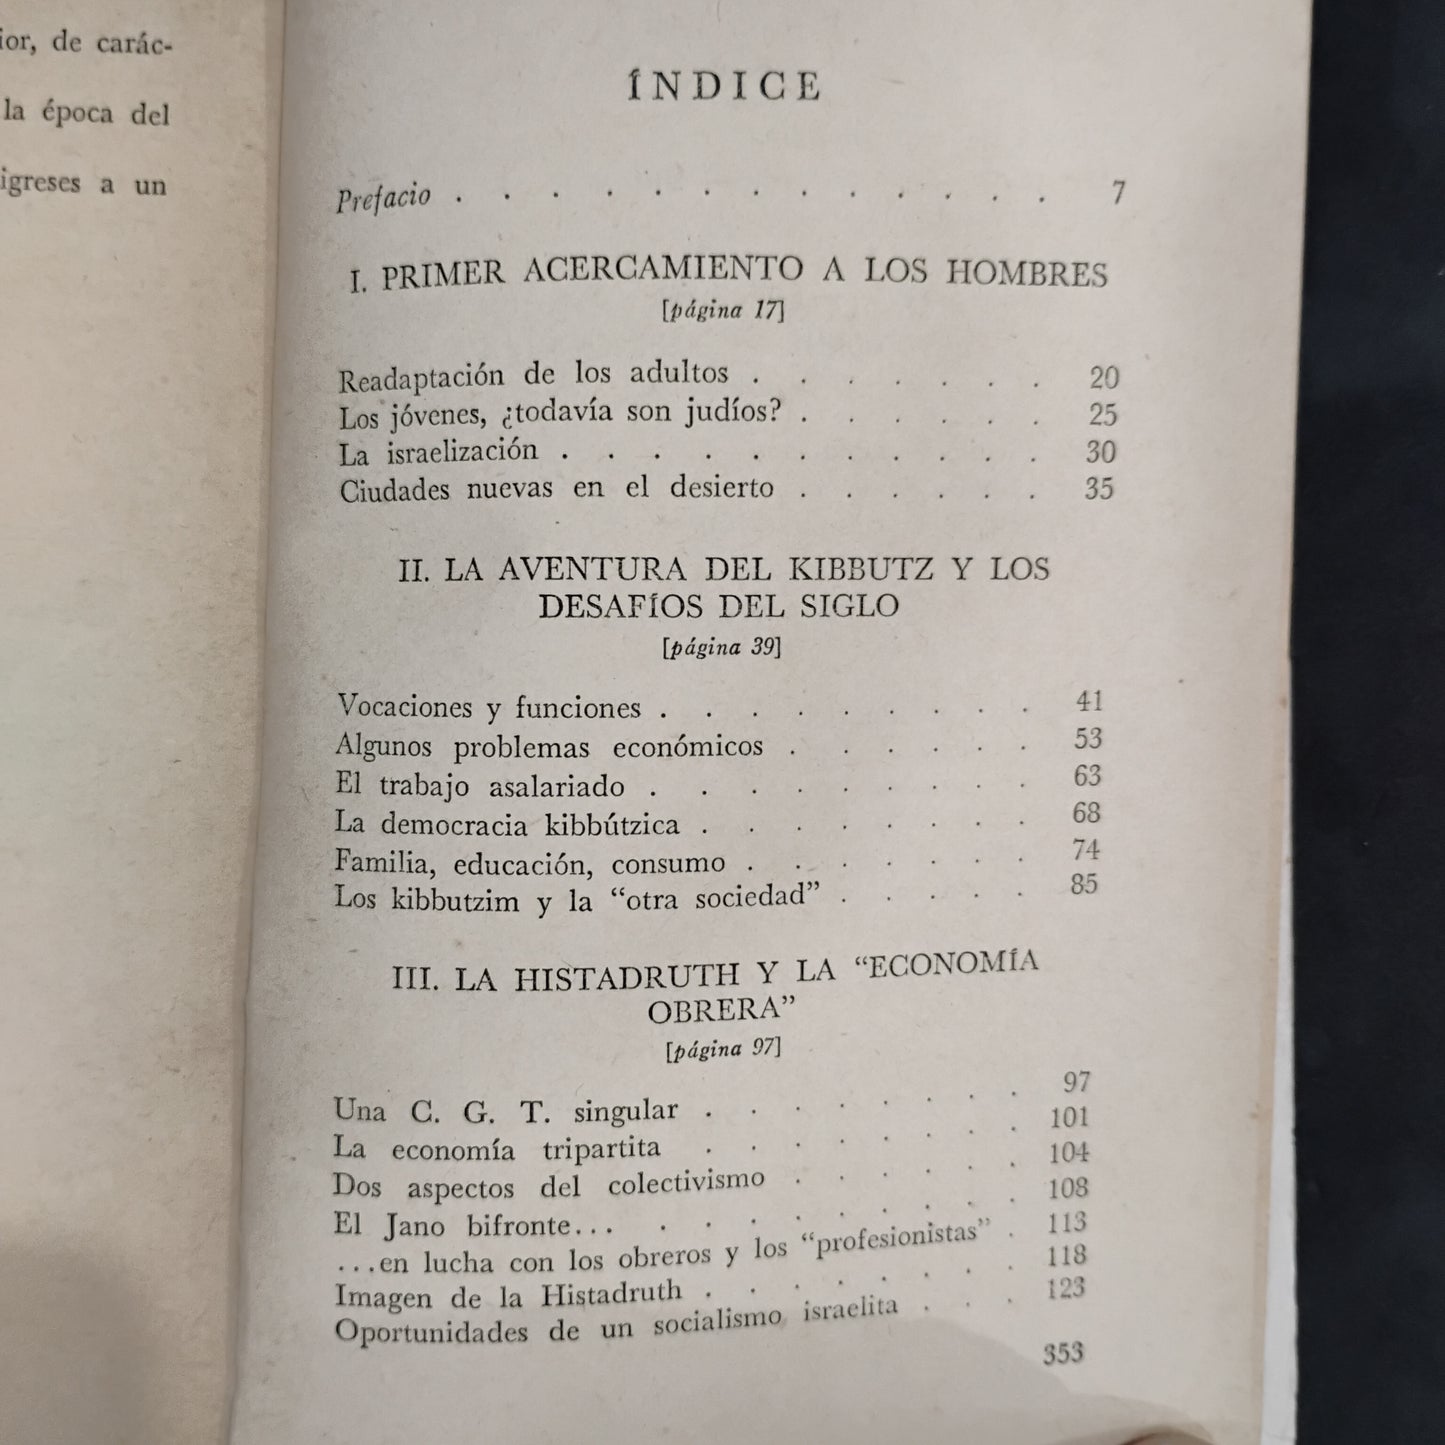 ior, de carác-
la época del
igreses a un
ÍNDICE
Prefacio . . . . . . . . . . . . . 7
I. PRIMER ACERCAMIENTO A LOS HOMBRES
[página 17]
Readaptación de los adultos . . . . . . . 20
Los jóvenes, ¿todavía son judíos? . . . . . . 25
La israelización . . . . . . . . . . . 30
Ciudades nuevas en el desierto . . . . . . 35
II. LA AVENTURA DEL KIBBUTZ Y LOS
DESAFÍOS DEL SIGLO
[página 39]
Vocaciones y funciones . . . . . . . . . 41
Algunos problemas económicos . . . . . . 53
El trabajo asalariado . . . . . . . . . 63
La democracia kibbútzica . . . . . . . . 68
Familia, educación, consumo . . . . . . . 74
Los kibbutzim y la “otra sociedad” . . . . . 85
III. LA HISTADRUTH Y LA “ECONOMÍA
OBRERA”
[página 97]
Una C. G. T. singular . . . . . . . . 97
La economía tripartita . . . . . . . . 101
Dos aspectos del colectivismo . . . . . . 104
El Jano bifronte... . . . . . . . . . 108
...en lucha con los obreros y los “profesionistas” . 113
Imagen de la Histadruth . . . . . . . . 118
Oportunidades de un socialismo israelita . . . 123
353